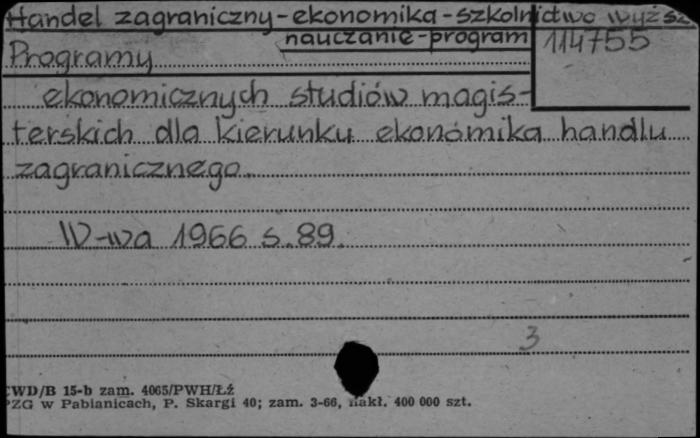 Handel zagraniczny-ekonomika-szkolnictwo wyższ.
nauczanie-program
114755
Programy
ekonomicznych studiów magis-
terskich dla kierunku ekonomika handlu
zagranicznego.
W-wa 1966 s.89.
3
CWD/B 15-b zam. 4065/PWH/Łź
PZG w Pabianicach, P. Skargi 40; zam. 3-66, nakł. 400 000 szt.